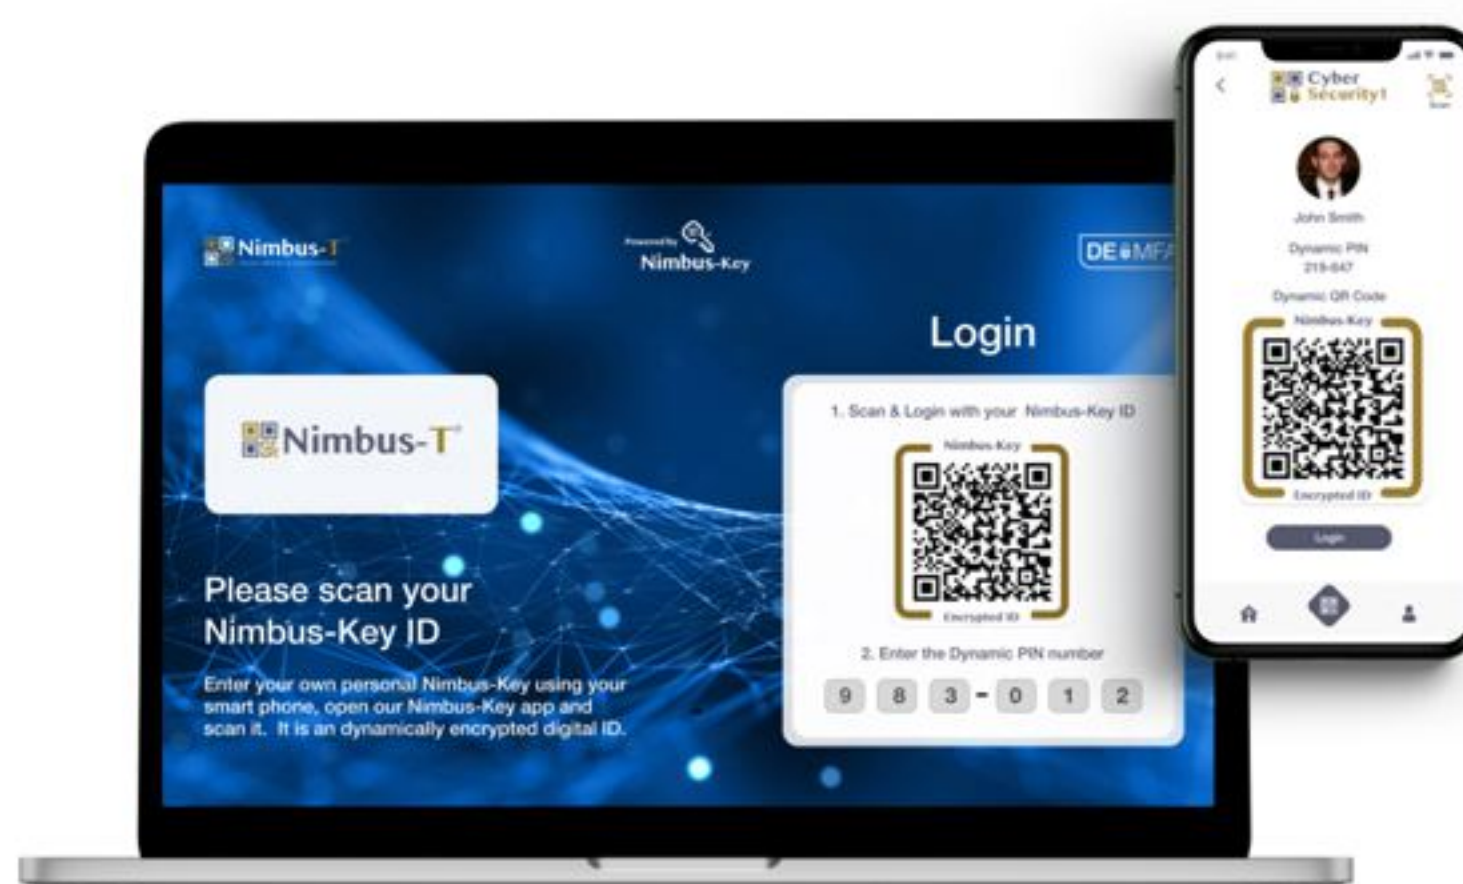 Nimbus-T
Powered by
Nimbus-Key
DE MFA
Login
Nimbus-T
Please scan your
Nimbus-Key ID
Enter your own personal Nimbus-Key using your
smart phone, open our Nimbus-Key app and
scan it. It is an dynamically encrypted digital ID.
1. Scan & Login with your Nimbus-Key ID
Nimbus-Key
Encrypted ID
2. Enter the Dynamic PIN number
9 8 3 - 0 1 2
Cyber
Security1
Scan
John Smith
Dynamic PIN
219-647
Dynamic QR Code
Nimbus-Key
Encrypted ID
Login